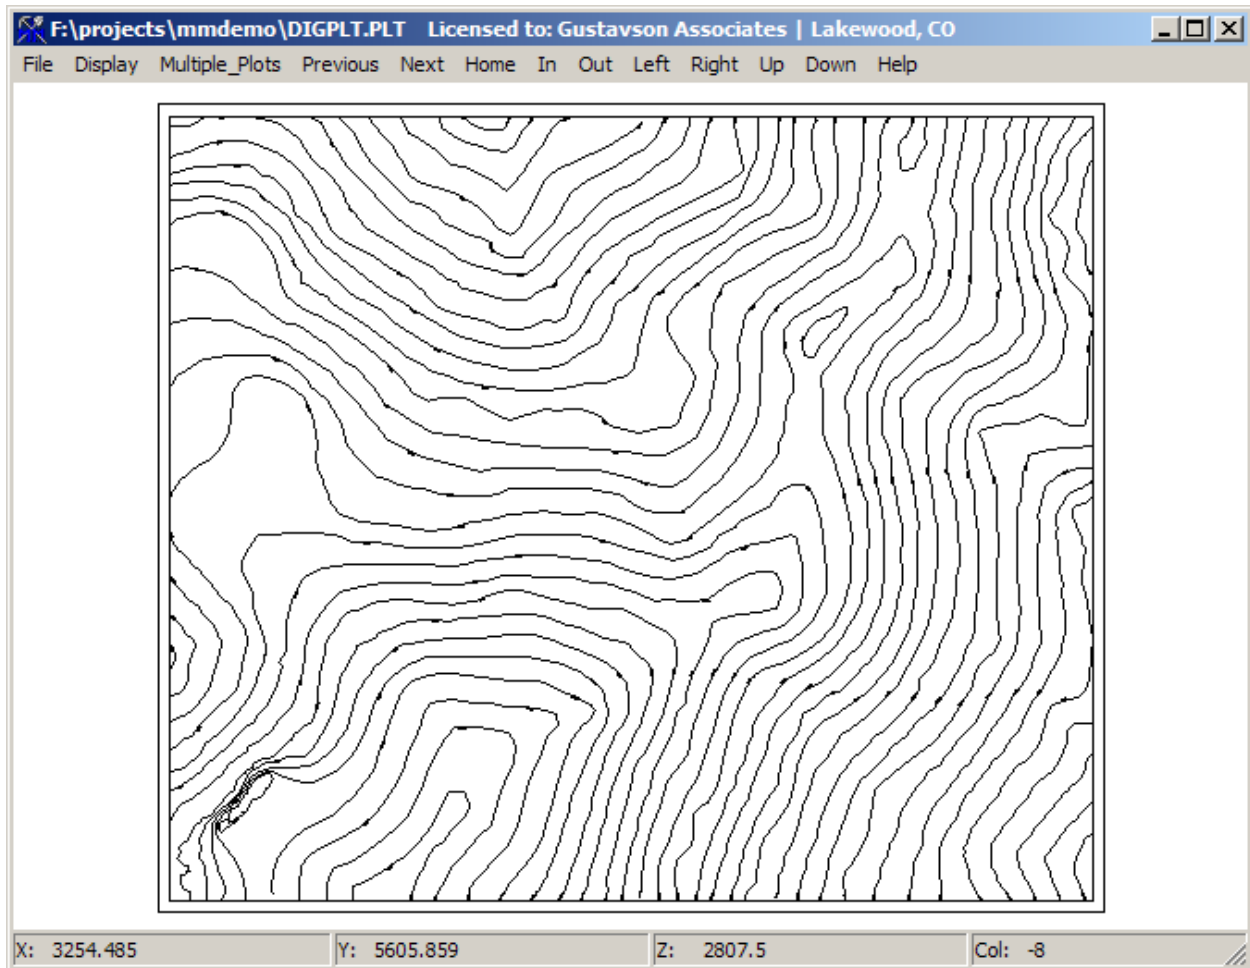 F:\projects\mmdemo\DIGPLT.PLT Licensed to: Gustavson Associates | Lakewood, CO
File Display Multiple_Plots Previous Next Home In Out Left Right Up Down Help
X: 3254.485 Y: 5605.859 Z: 2807.5 Col: -8